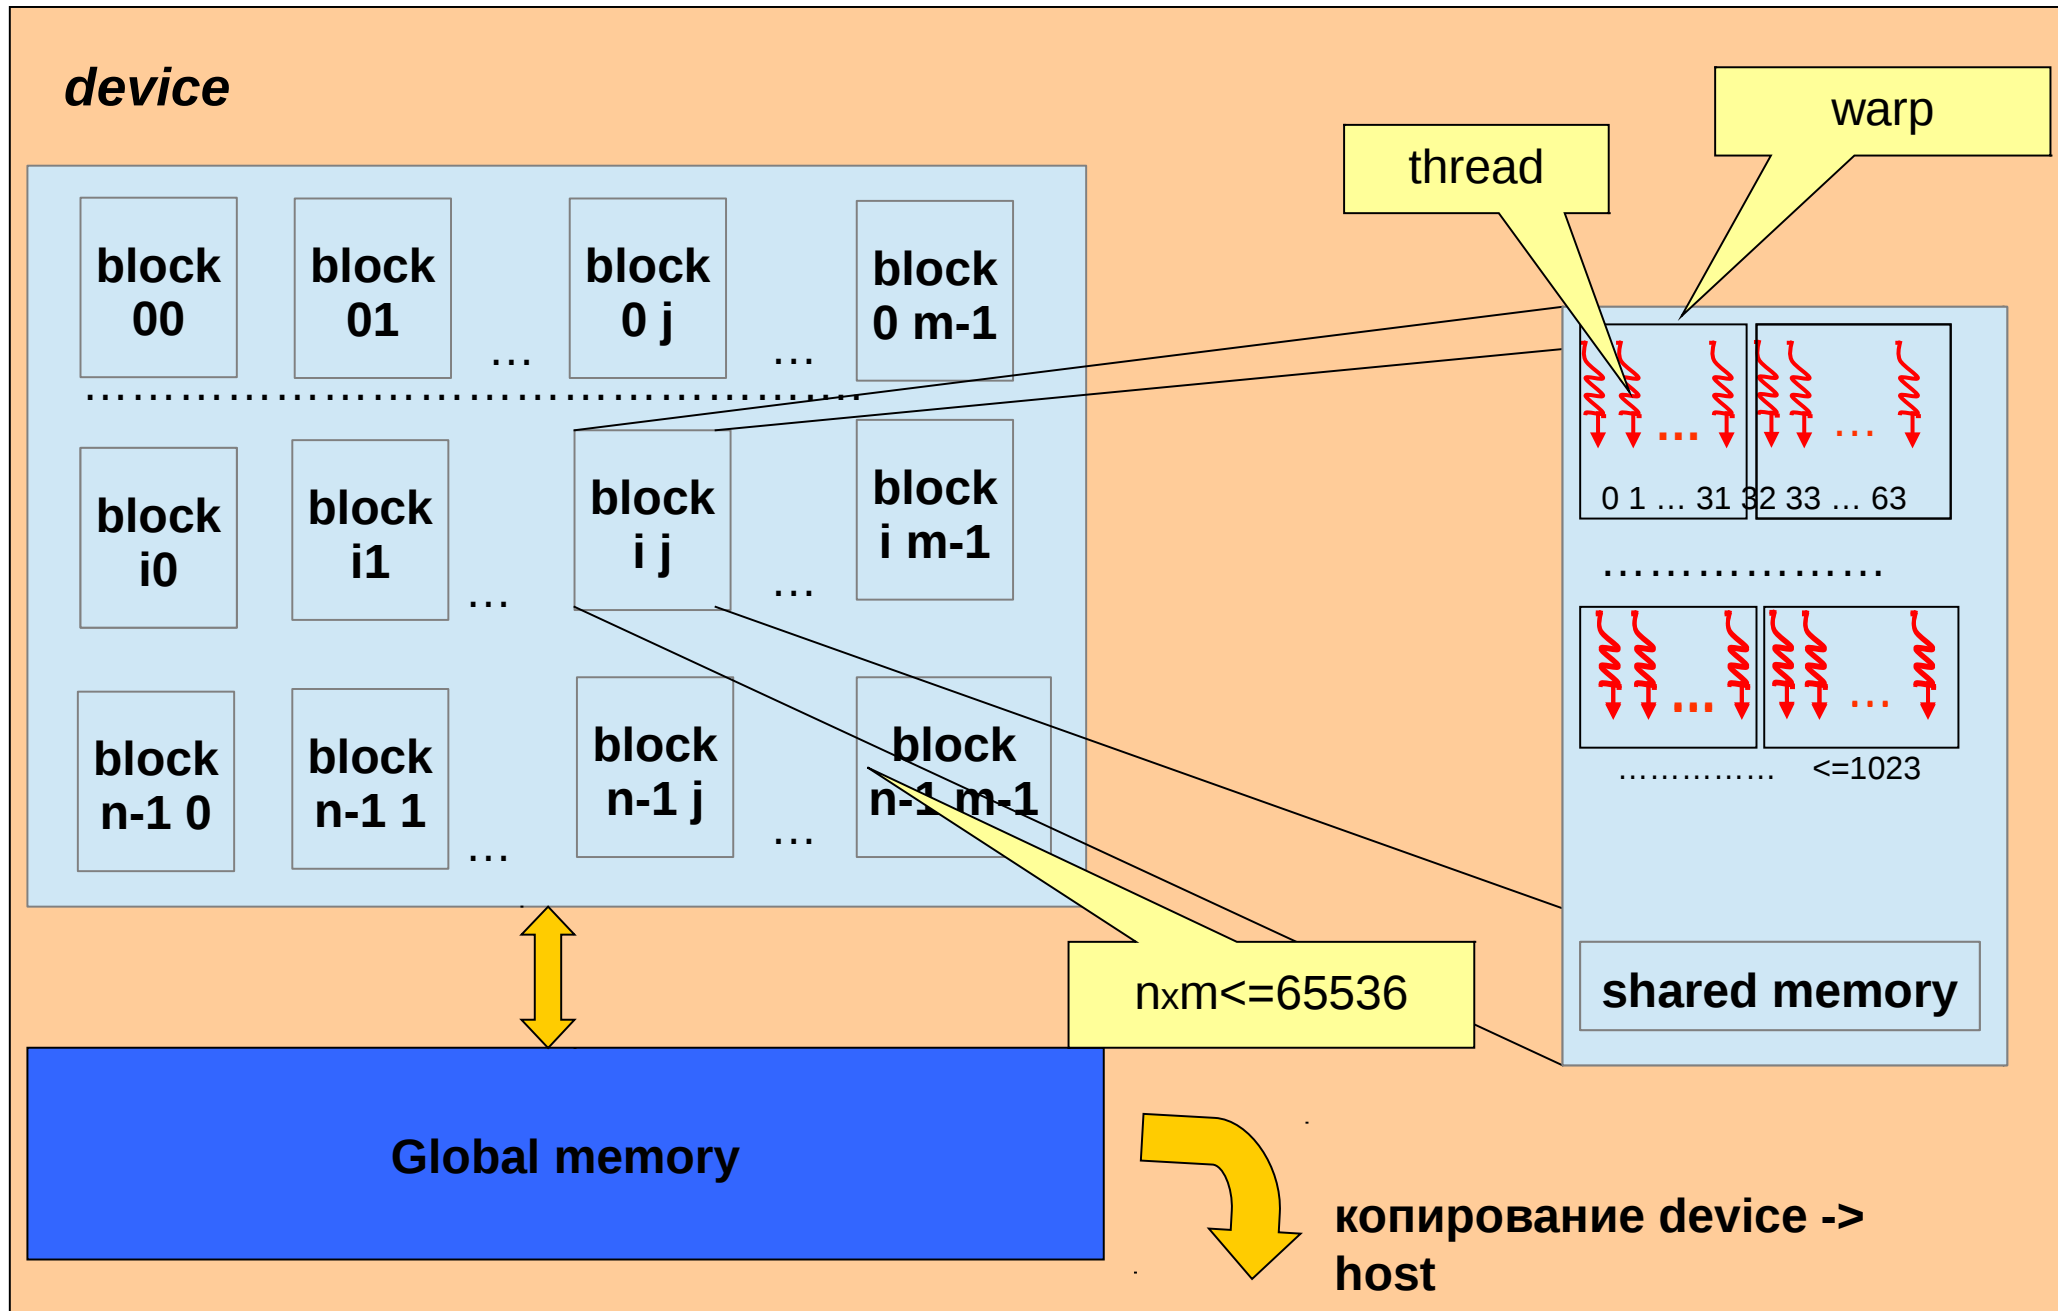 device
warp
thread
block
00
block
01
…
block
0 j
…
block
0 m-1
……………………………………………
block
i0
block
i1
…
block
i j
…
block
i m-1
block
n-1 0
block
n-1 1
…
block
n-1 j
…
block
n-1 m-1
… …
0 1 … 31 32 33 … 63
………………
… …
…………… <=1023
shared memory
nxm<=65536
Global memory
копирование device ->
host